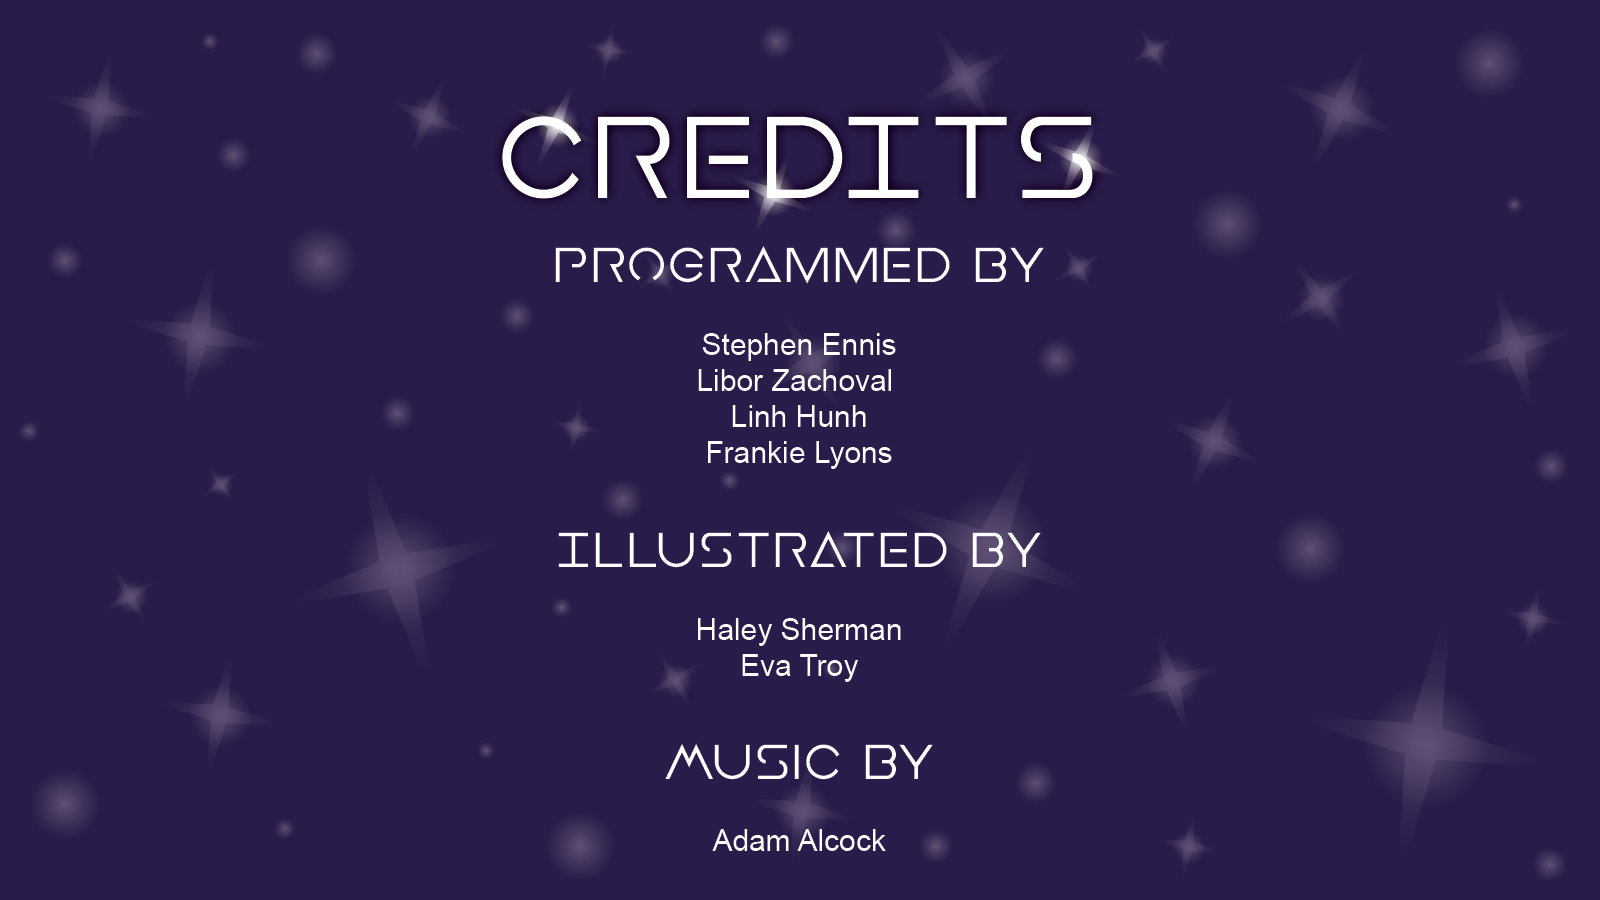 CREDITS
PROGRAMMED BY
Stephen Ennis
Libor Zachoval
Linh Hunh
Frankie Lyons
ILLUSTRATED BY
Haley Sherman
Eva Troy
MUSIC BY
Adam Alcock